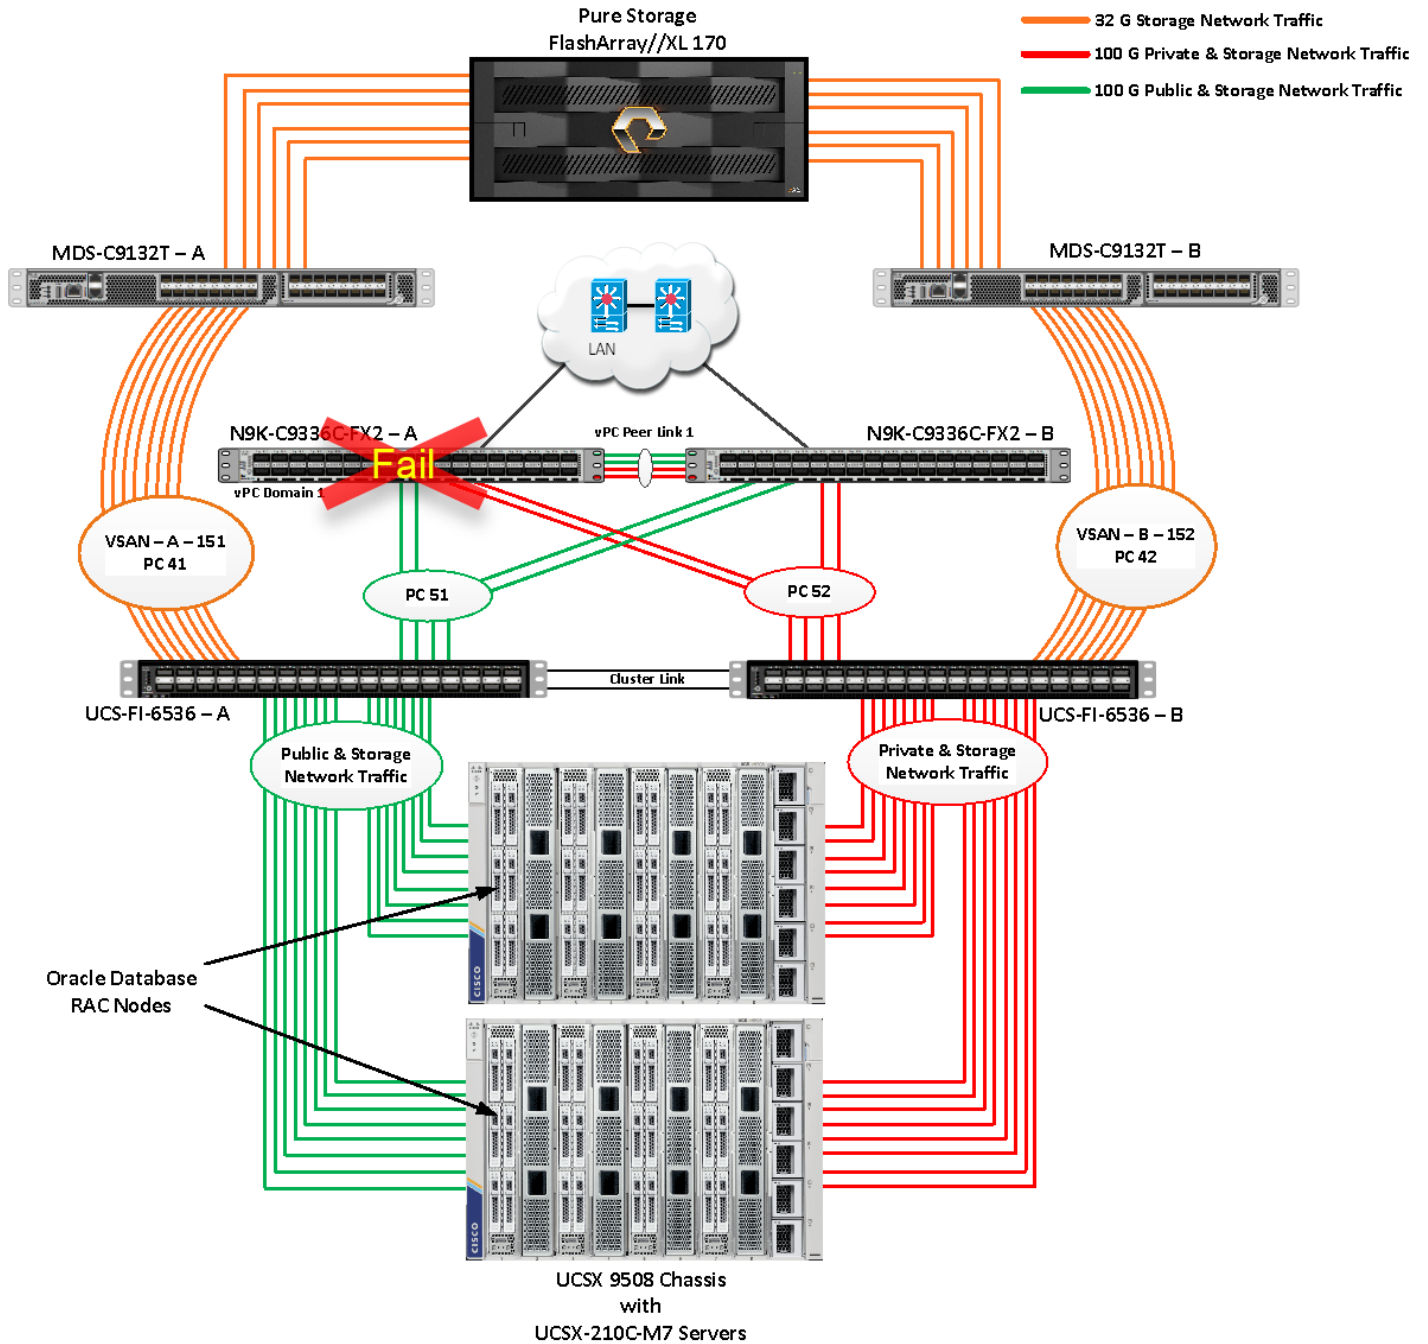 Pure Storage
FlashArray//XL 170
32 G Storage Network Traffic
100 G Private & Storage Network Traffic
100 G Public & Storage Network Traffic
MDS-C9132T – A
MDS-C9132T – B
LAN
N9K-C9336C-FX2 – A
vPC Peer Link 1
N9K-C9336C-FX2 – B
Fail
vPC Domain 1
VSAN – A – 151
PC 41
VSAN – B – 152
PC 42
PC 51
PC 52
Cluster Link
UCS-FI-6536 – A
UCS-FI-6536 – B
Public & Storage
Network Traffic
Private & Storage
Network Traffic
Oracle Database
RAC Nodes
CISCO
CISCO
UCSX 9508 Chassis
with
UCSX-210C-M7 Servers